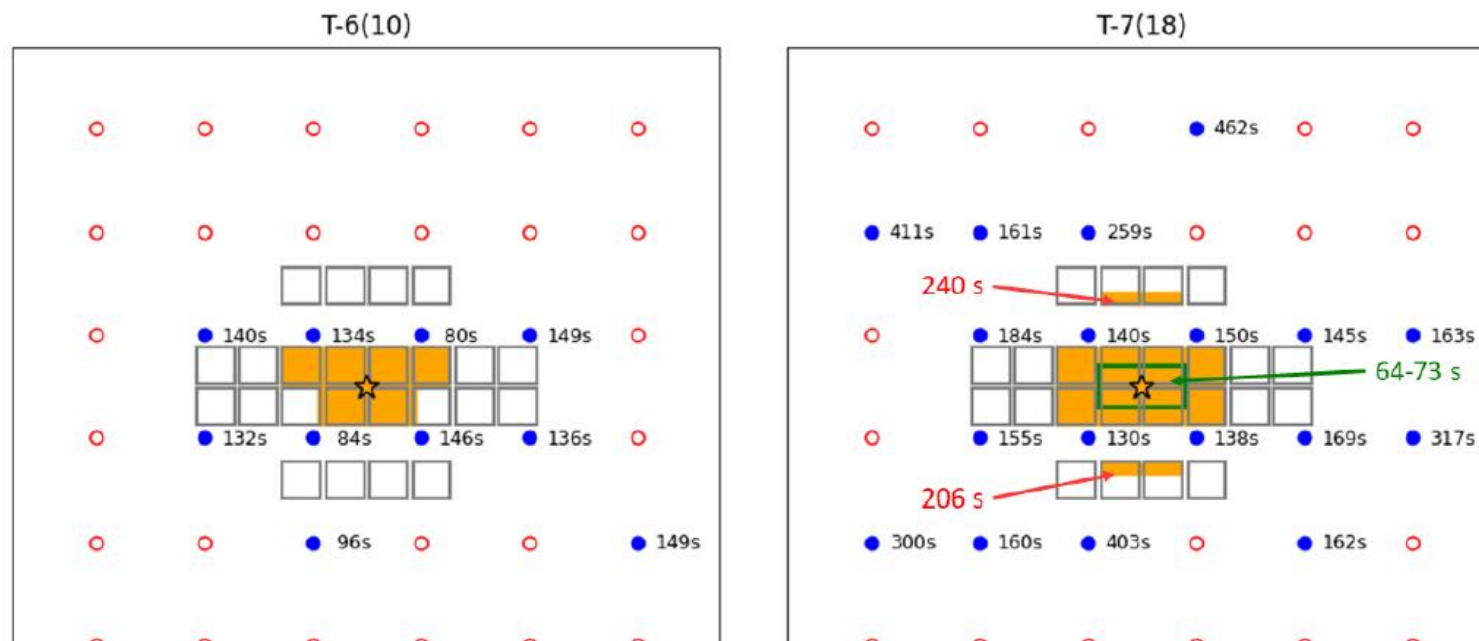 T-6(10) T-7(18)
462s
411s 161s 259s
240 s
140s 134s 80s 149s 184s 140s 150s 145s 163s
64-73 s
132s 84s 146s 136s 155s 130s 138s 169s 317s
206 s
96s 149s 300s 160s 403s 162s